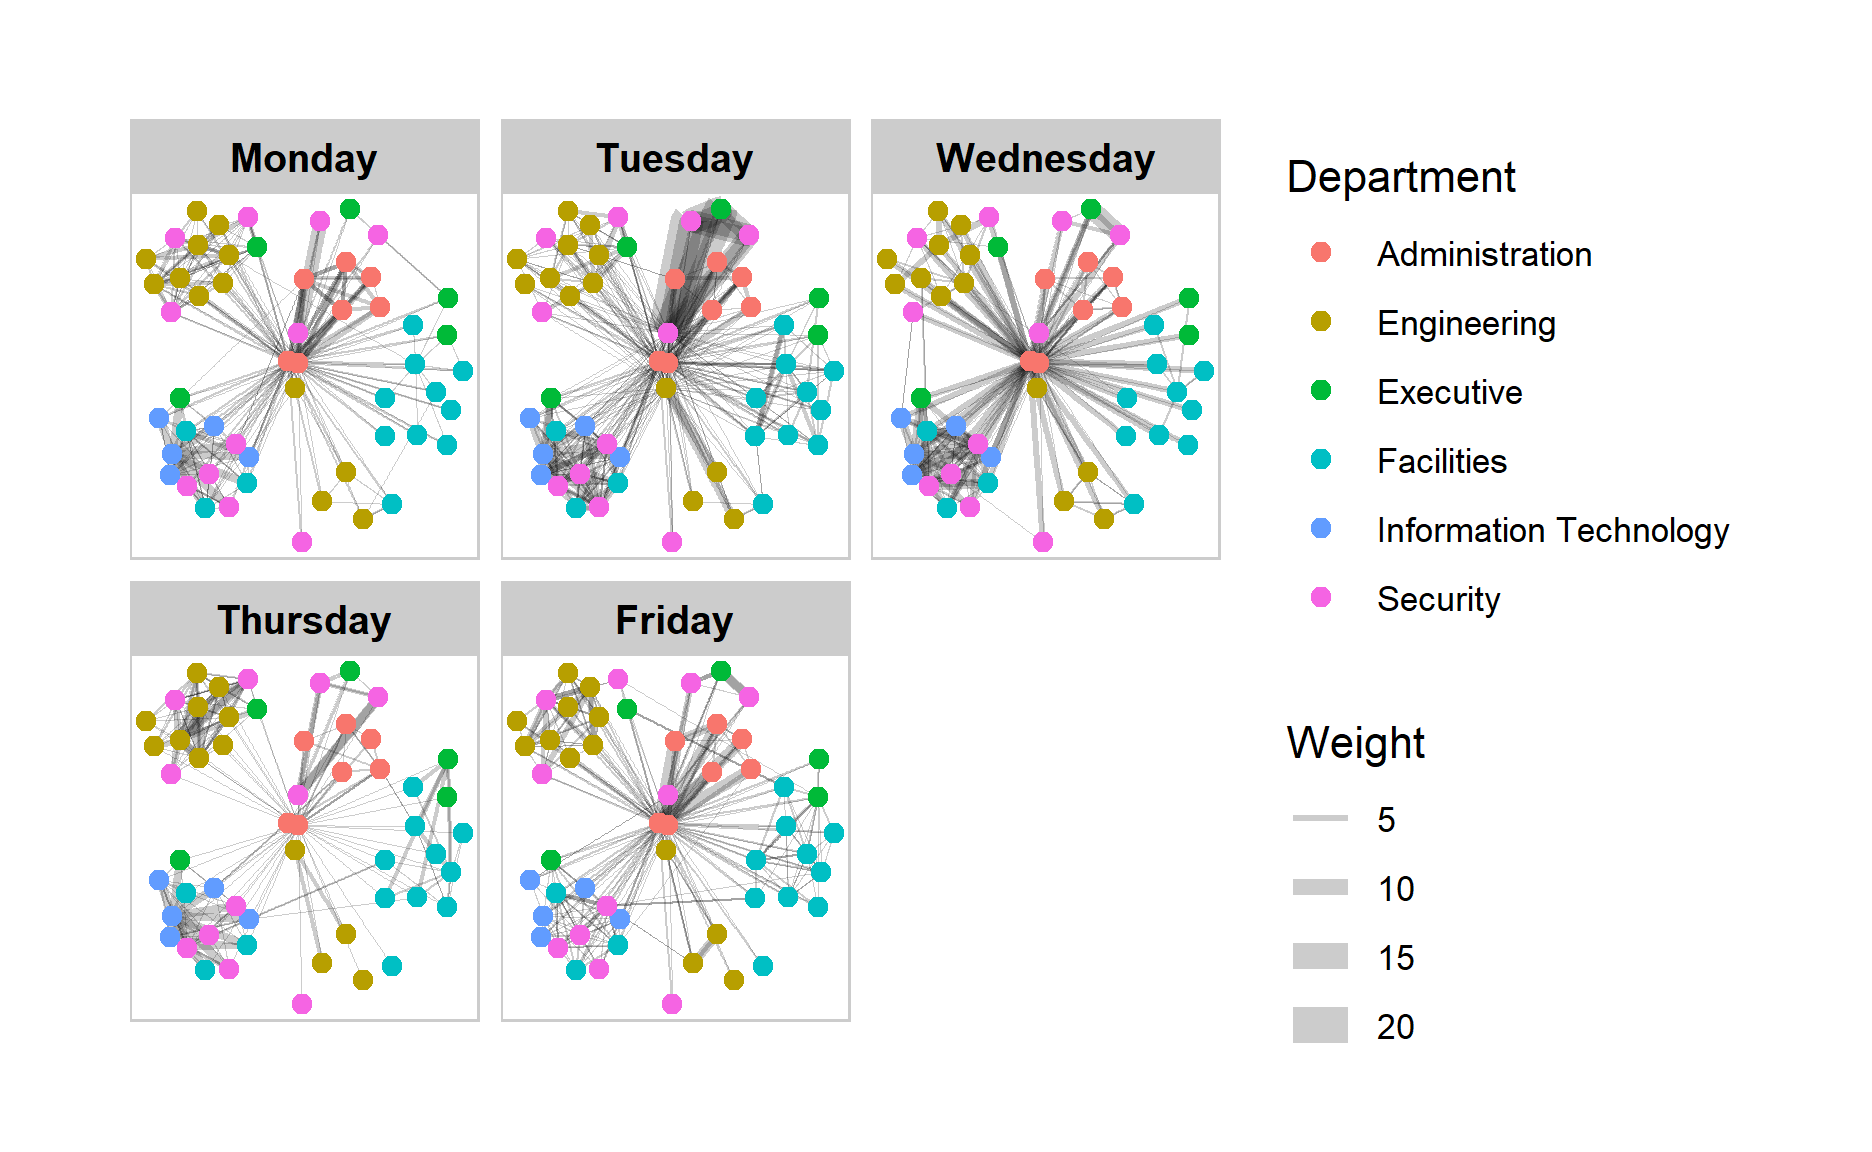 Monday
Tuesday
Wednesday
Thursday
Friday
Department
Administration
Engineering
Executive
Facilities
Information Technology
Security
Weight
5
10
15
20